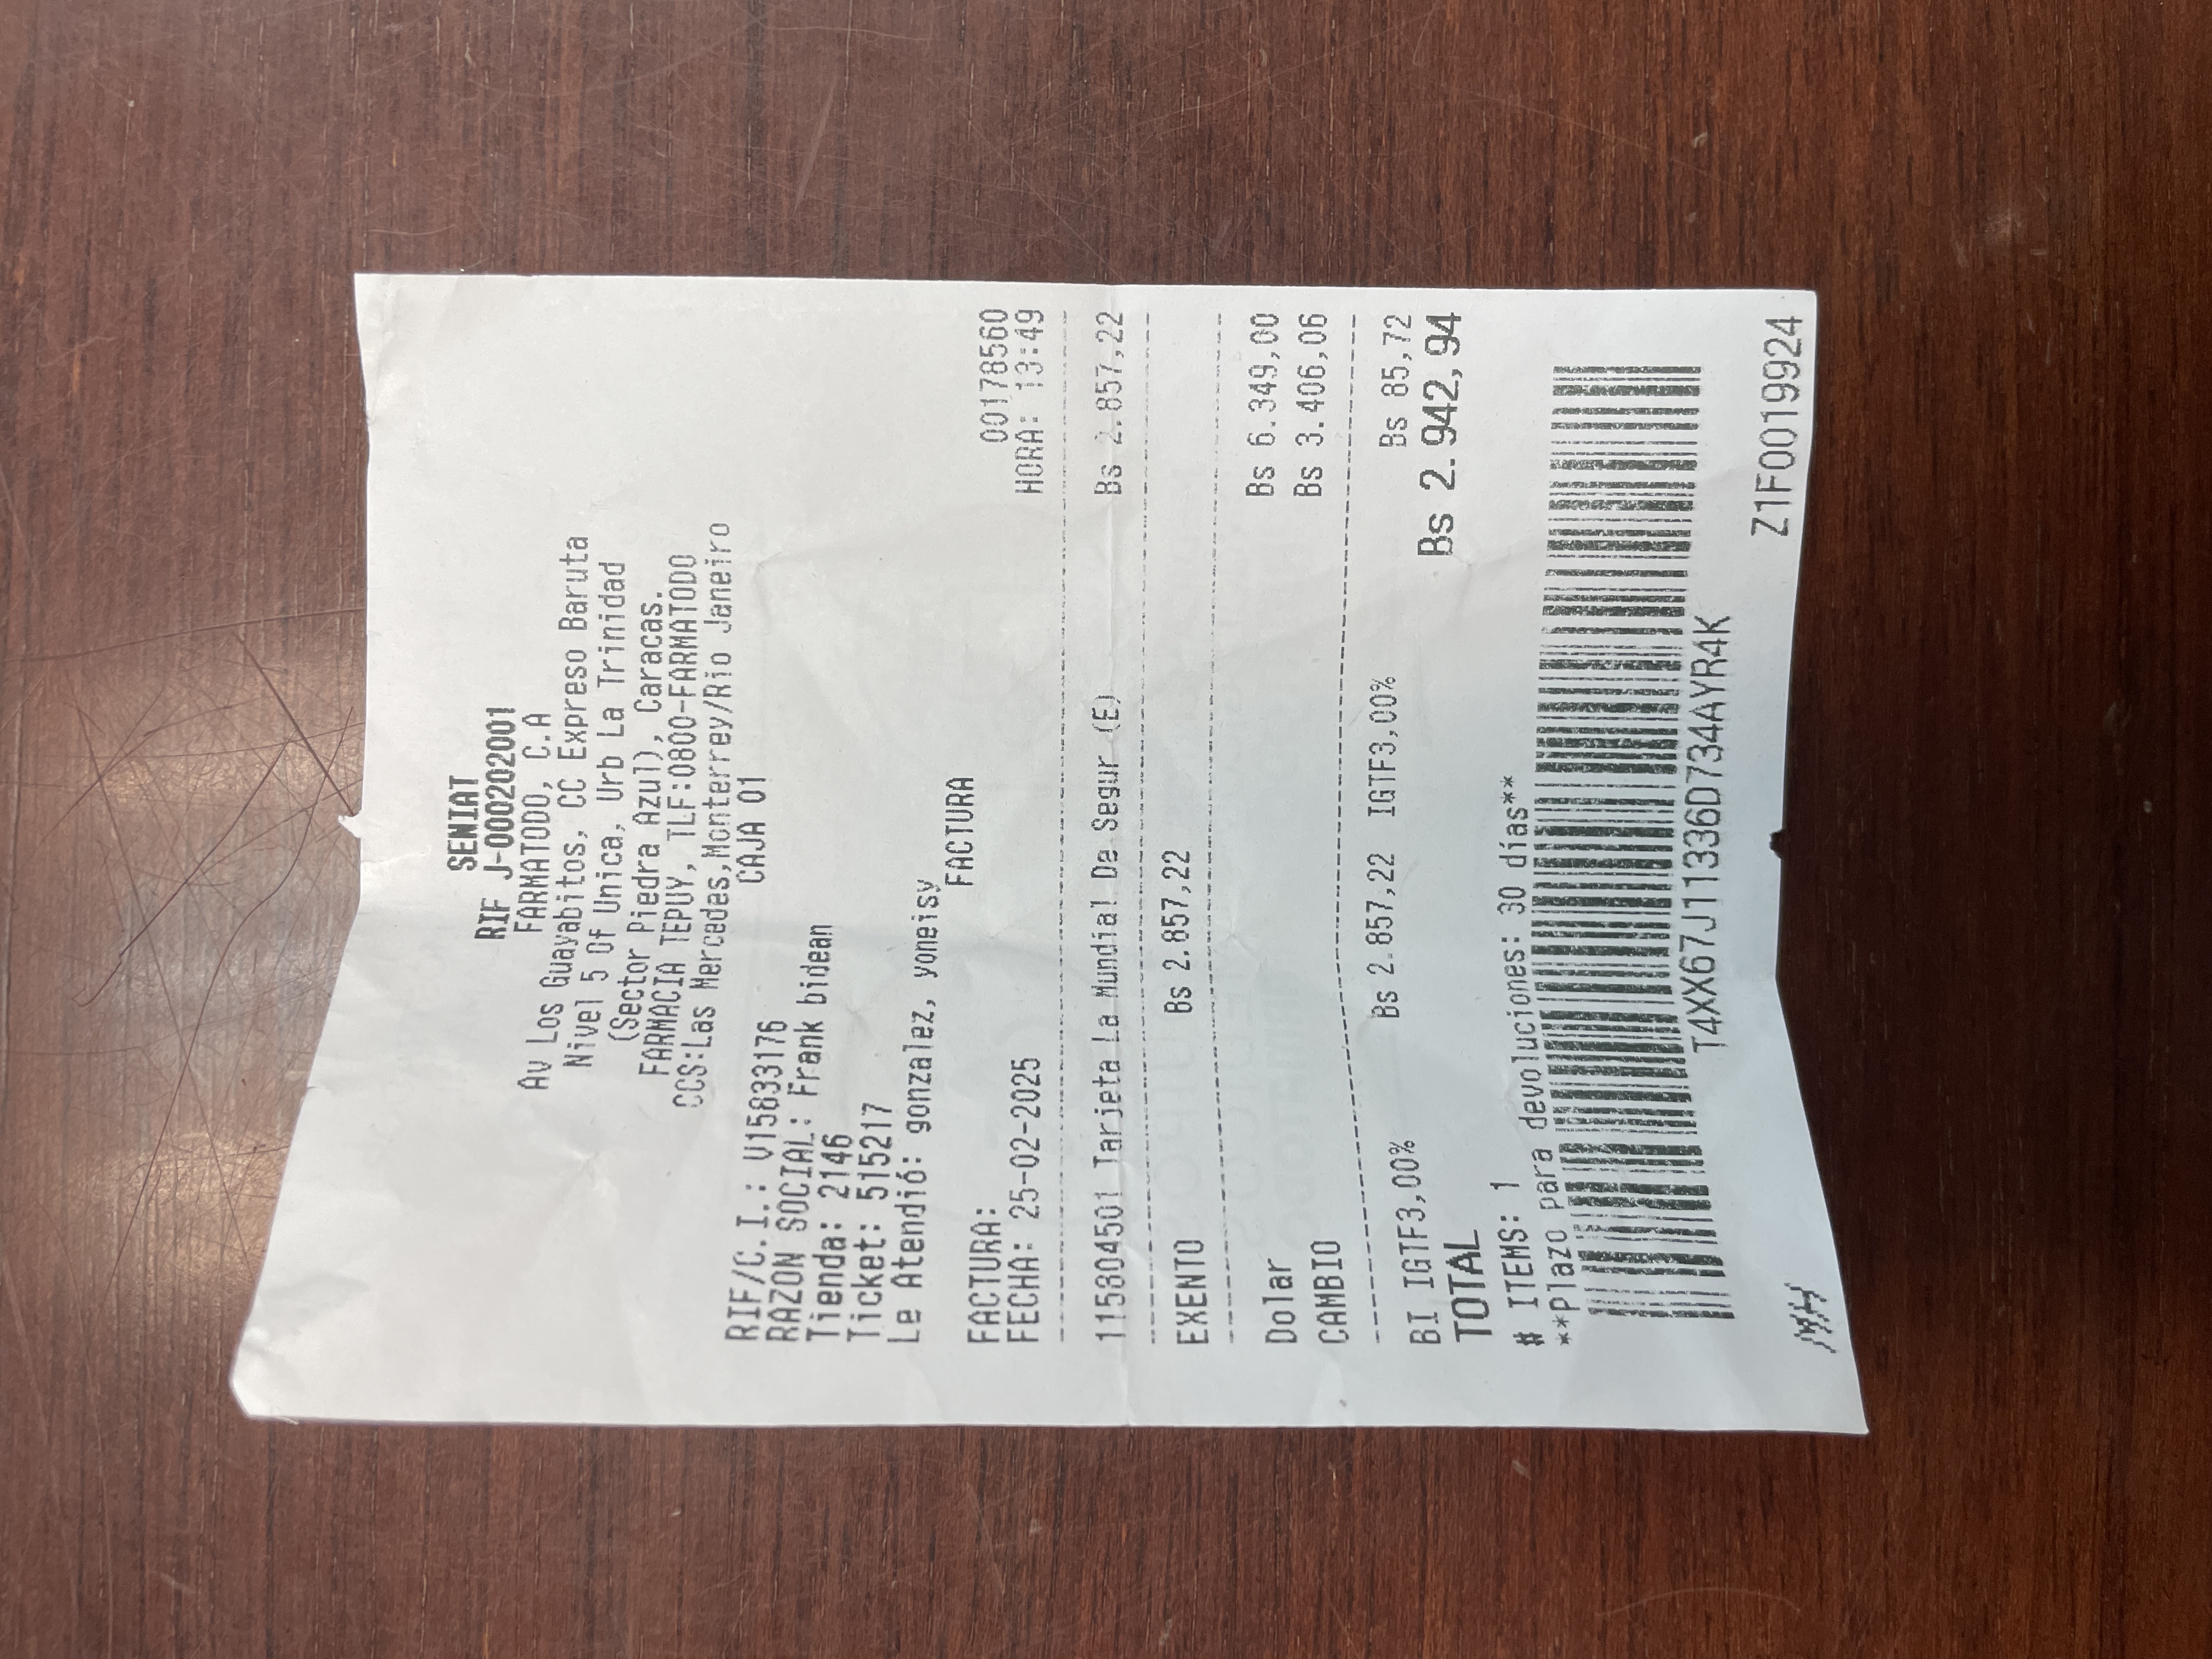 SENIAT
RIF J-000202001
FARMATODO, C.A
Av Los Guayabitos, CC Expreso Baruta
Nivel 5 Of Unica, Urb La Trinidad
(Sector Piedra Azul), Caracas.
FARMACIA TEPUY, TLF:0800-FARMATODO
CCS:Las Mercedes,Monterrey/Rio Janeiro
CAJA 01
RIF/C.I.: V15833176
RAZON SOCIAL: Frank bidean
Tienda: 2146
Ticket: 515217
Le Atendió: gonzalez, yoneisy
FACTURA
FACTURA: 00178560
FECHA: 25-02-2025 HORA: 13:49
115804501 Tarjeta La Mundial De Segur (E) Bs 2.857,22
EXENTO Bs 2.857,22
Dolar Bs 6.349,00
CAMBIO Bs 3.406,06
BI IGTF3,00% Bs 2.857,22 IGTF3,00% Bs 85,72
TOTAL Bs 2.942,94
# ITEMS: 1
**Plazo para devoluciones: 30 días**
T4XX67J11336D734AYR4K
MH Z1F0019924